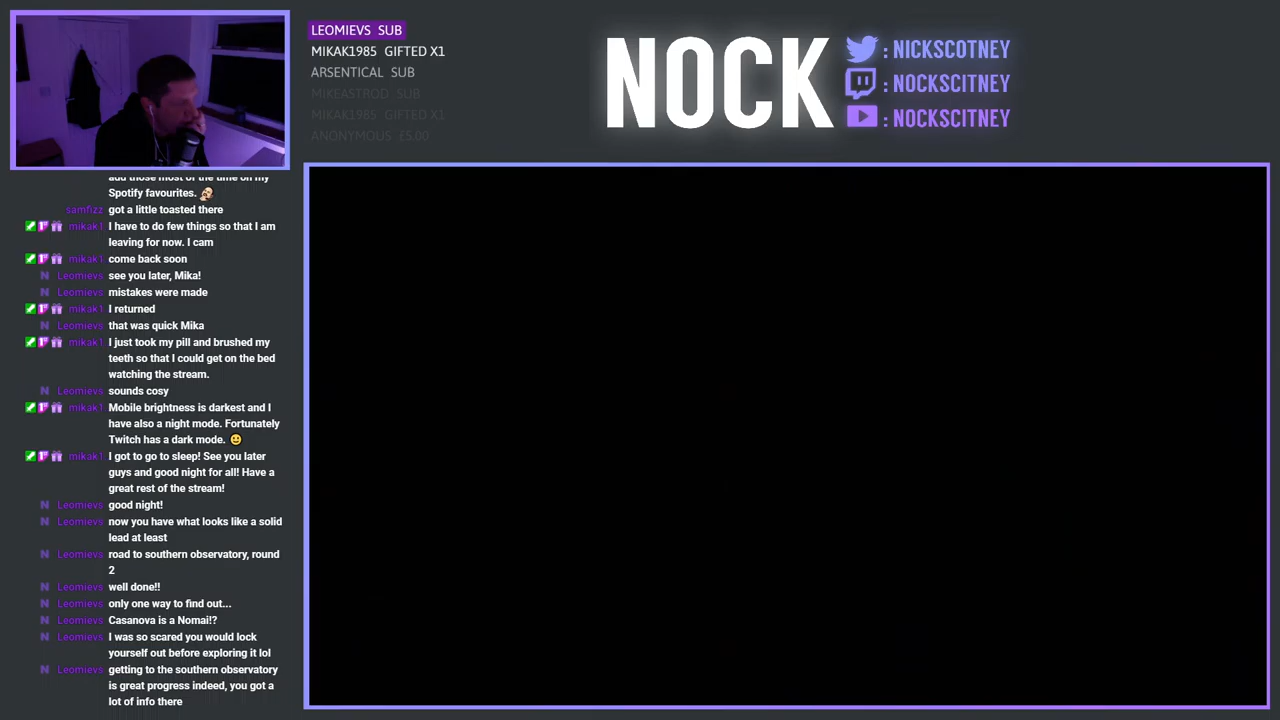 LEOMIEVS SUB
MIKAK1985 GIFTED X1
ARSENTICAL SUB
MIKEASTROD SUB
MIKAK1985 GIFTED X1
ANONYMOUS £5.00
NOCK
: NICKSCOTNEY
: NOCKSCITNEY
: NOCKSCITNEY
add those most of the time on my
Spotify favourites.
samfizz got a little toasted there
mikak1 I have to do few things so that I am
leaving for now. I cam
mikak1 come back soon
Leomievs see you later, Mika!
Leomievs mistakes were made
mikak1 I returned
Leomievs that was quick Mika
mikak1 I just took my pill and brushed my
teeth so that I could get on the bed
watching the stream.
Leomievs sounds cosy
mikak1 Mobile brightness is darkest and I
have also a night mode. Fortunately
Twitch has a dark mode. 😃
mikak1 I got to go to sleep! See you later
guys and good night for all! Have a
great rest of the stream!
Leomievs good night!
Leomievs now you have what looks like a solid
lead at least
Leomievs road to southern observatory, round
2
Leomievs well done!!
Leomievs only one way to find out...
Leomievs Casanova is a Nomai!?
Leomievs I was so scared you would lock
yourself out before exploring it lol
Leomievs getting to the southern observatory
is great progress indeed, you got a
lot of info there